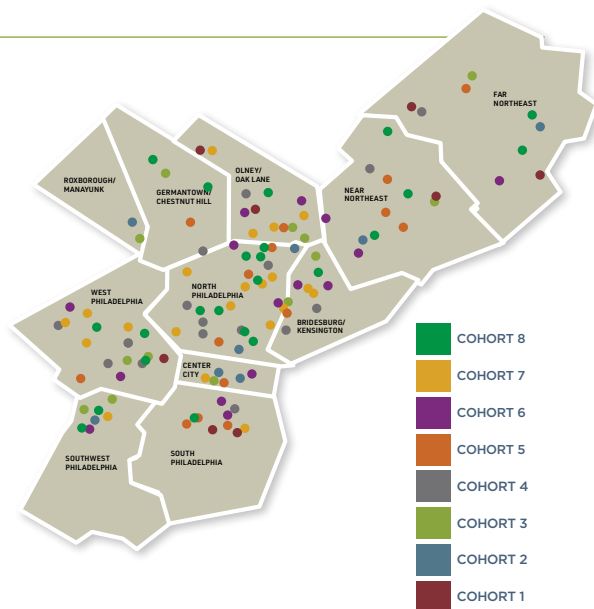 FAR
NORTHEAST
OLNEY/
OAK LANE
ROXBOROUGH/
MANAYUNK
GERMANTOWN/
CHESTNUT HILL
NEAR
NORTHEAST
WEST
PHILADELPHIA
NORTH
PHILADELPHIA
BRIDESBURG/
KENSINGTON
CENTER
CITY
SOUTHWEST
PHILADELPHIA
SOUTH
PHILADELPHIA
COHORT 8
COHORT 7
COHORT 6
COHORT 5
COHORT 4
COHORT 3
COHORT 2
COHORT 1